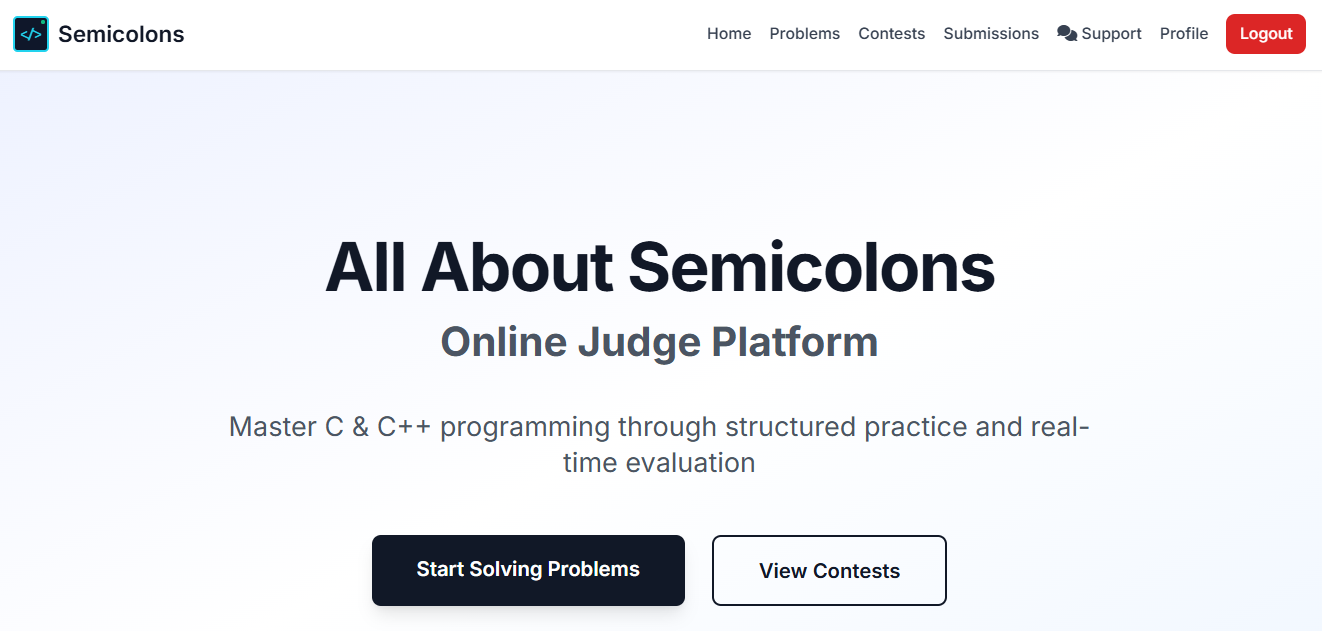 </> Semicolons
Home Problems Contests Submissions Support Profile Logout
All About Semicolons
Online Judge Platform
Master C & C++ programming through structured practice and real-
time evaluation
Start Solving Problems View Contests